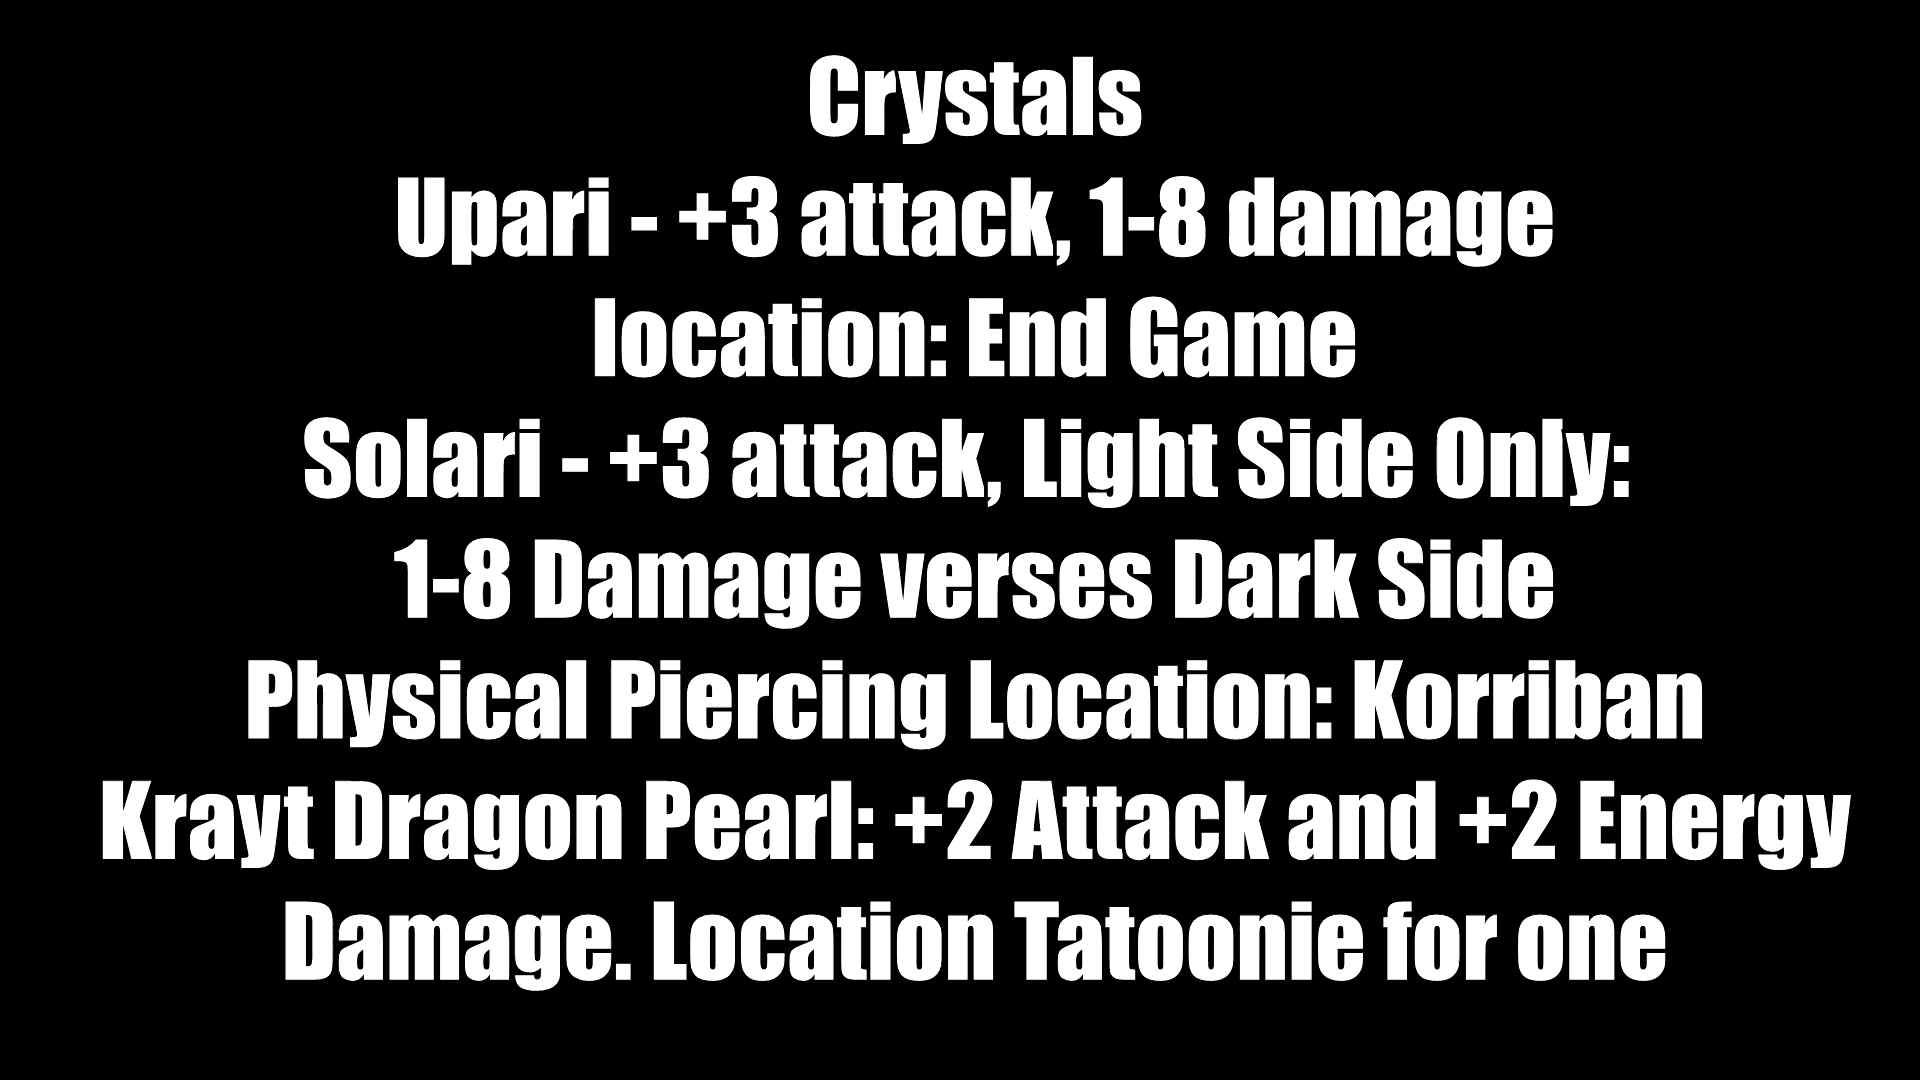 Crystals
Upari - +3 attack, 1-8 damage
location: End Game
Solari - +3 attack, Light Side Only:
1-8 Damage verses Dark Side
Physical Piercing Location: Korriban
Krayt Dragon Pearl: +2 Attack and +2 Energy
Damage. Location Tatoonie for one